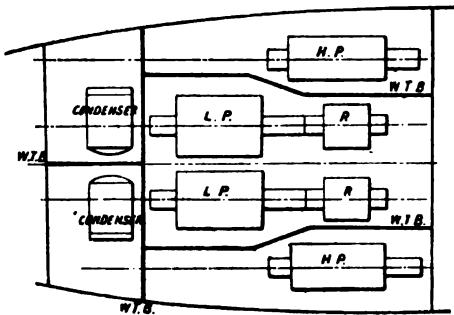 H.P.
W.T.B
CONDENSER
L.P.
R
W.T.B
L.P.
R
CONDENSER
W.T.B.
H.P.
W.T.B.